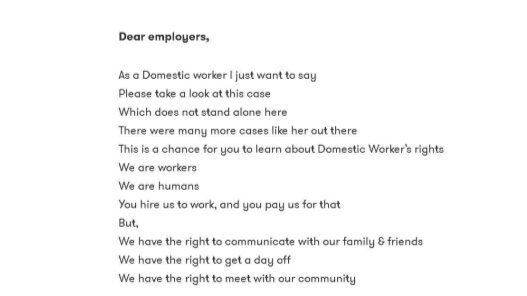 Dear employers,
As a Domestic worker I just want to say
Please take a look at this case
Which does not stand alone here
There were many more cases like her out there
This is a chance for you to learn about Domestic Worker's rights
We are workers
We are humans
You hire us to work, and you pay us for that
But,
We have the right to communicate with our family & friends
We have the right to get a day off
We have the right to meet with our community